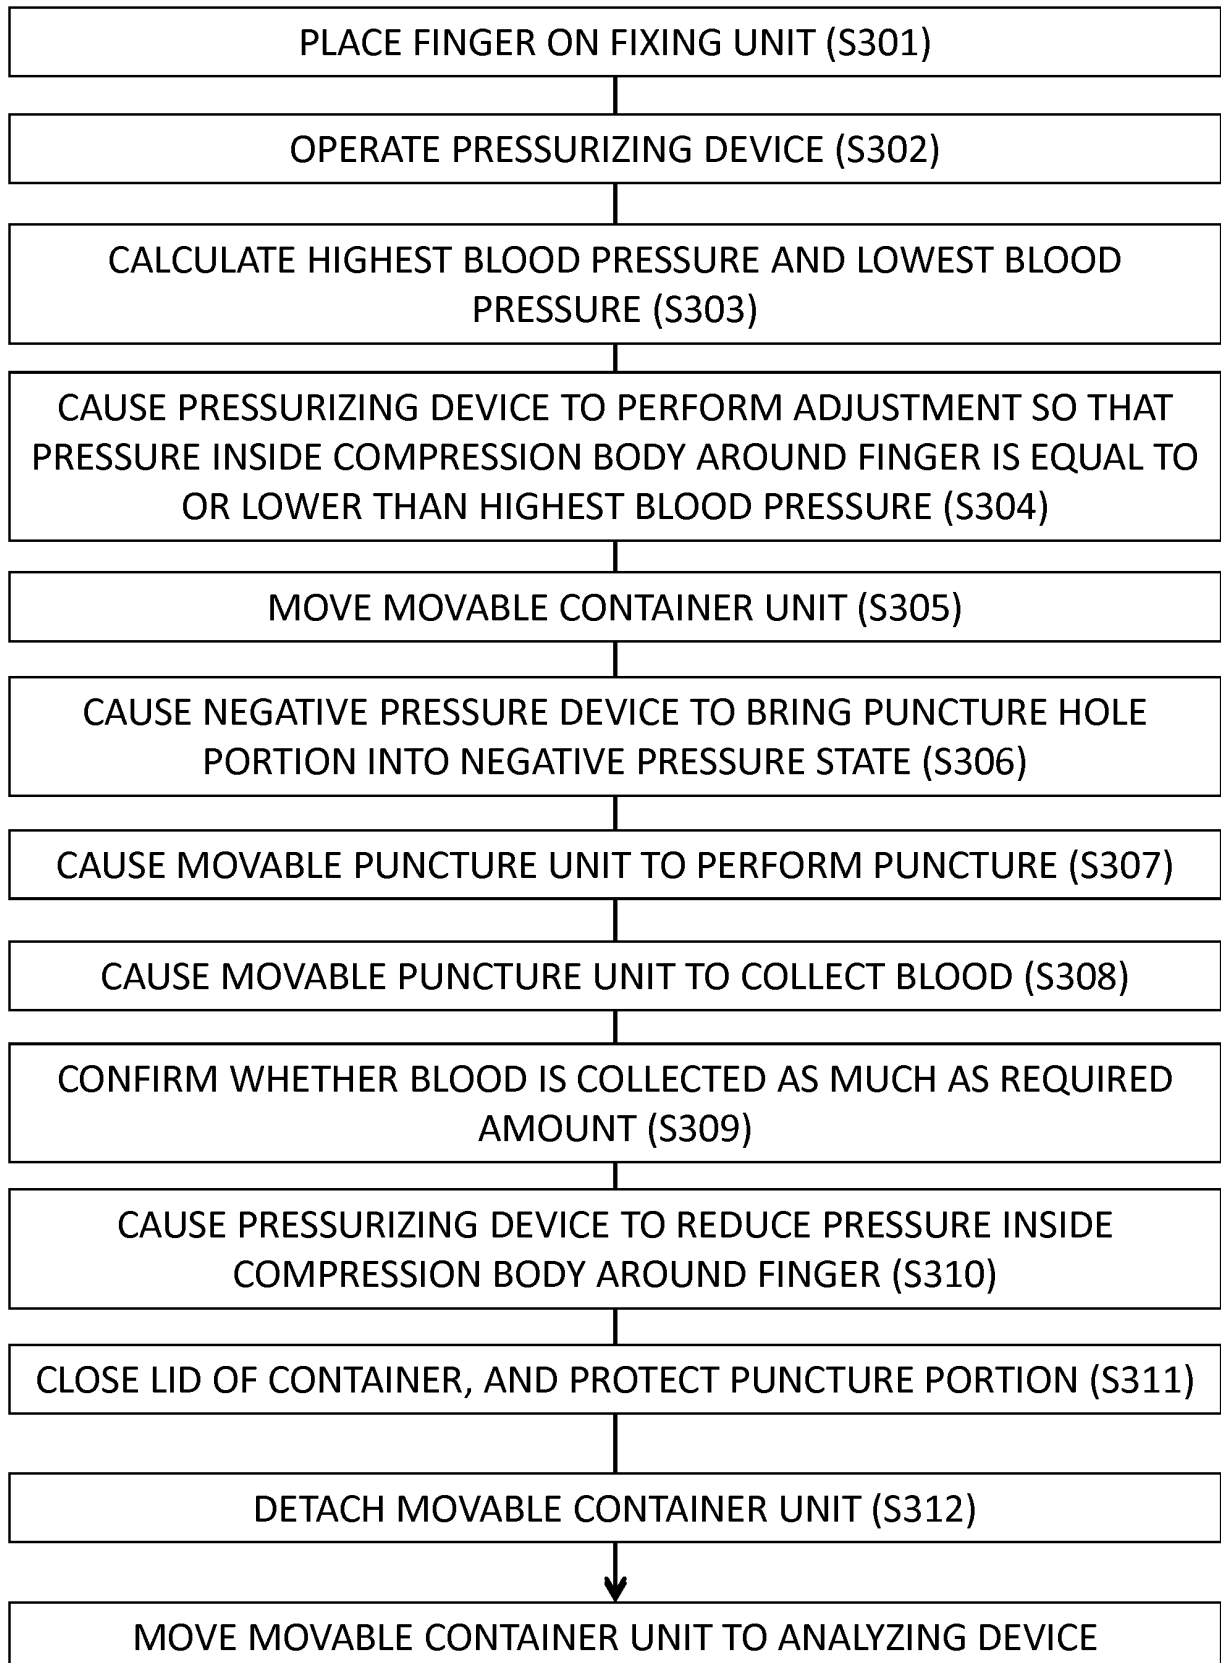 PLACE FINGER ON FIXING UNIT (S301)
OPERATE PRESSURIZING DEVICE (S302)
CALCULATE HIGHEST BLOOD PRESSURE AND LOWEST BLOOD
PRESSURE (S303)
CAUSE PRESSURIZING DEVICE TO PERFORM ADJUSTMENT SO THAT
PRESSURE INSIDE COMPRESSION BODY AROUND FINGER IS EQUAL TO
OR LOWER THAN HIGHEST BLOOD PRESSURE (S304)
MOVE MOVABLE CONTAINER UNIT (S305)
CAUSE NEGATIVE PRESSURE DEVICE TO BRING PUNCTURE HOLE
PORTION INTO NEGATIVE PRESSURE STATE (S306)
CAUSE MOVABLE PUNCTURE UNIT TO PERFORM PUNCTURE (S307)
CAUSE MOVABLE PUNCTURE UNIT TO COLLECT BLOOD (S308)
CONFIRM WHETHER BLOOD IS COLLECTED AS MUCH AS REQUIRED
AMOUNT (S309)
CAUSE PRESSURIZING DEVICE TO REDUCE PRESSURE INSIDE
COMPRESSION BODY AROUND FINGER (S310)
CLOSE LID OF CONTAINER, AND PROTECT PUNCTURE PORTION (S311)
DETACH MOVABLE CONTAINER UNIT (S312)
MOVE MOVABLE CONTAINER UNIT TO ANALYZING DEVICE